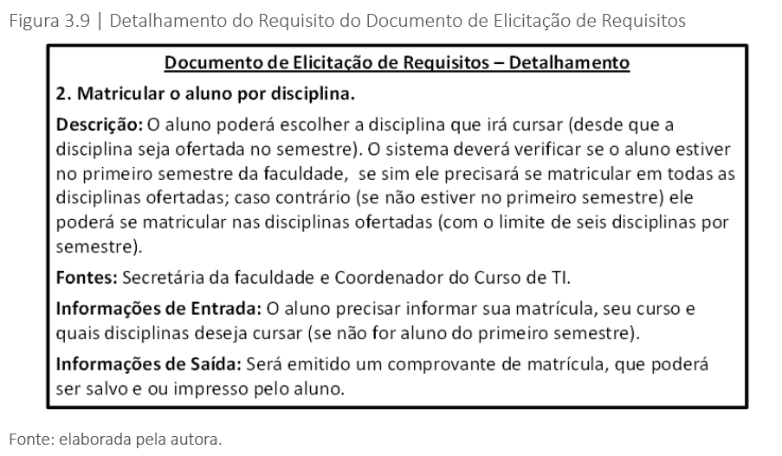 Figura 3.9 | Detalhamento do Requisito do Documento de Elicitação de Requisitos
Documento de Elicitação de Requisitos – Detalhamento
2. Matricular o aluno por disciplina.
Descrição: O aluno poderá escolher a disciplina que irá cursar (desde que a
disciplina seja ofertada no semestre). O sistema deverá verificar se o aluno estiver
no primeiro semestre da faculdade, se sim ele precisará se matricular em todas as
disciplinas ofertadas; caso contrário (se não estiver no primeiro semestre) ele
poderá se matricular nas disciplinas ofertadas (com o limite de seis disciplinas por
semestre).
Fontes: Secretária da faculdade e Coordenador do Curso de TI.
Informações de Entrada: O aluno precisar informar sua matrícula, seu curso e
quais disciplinas deseja cursar (se não for aluno do primeiro semestre).
Informações de Saída: Será emitido um comprovante de matrícula, que poderá
ser salvo e ou impresso pelo aluno.
Fonte: elaborada pela autora.